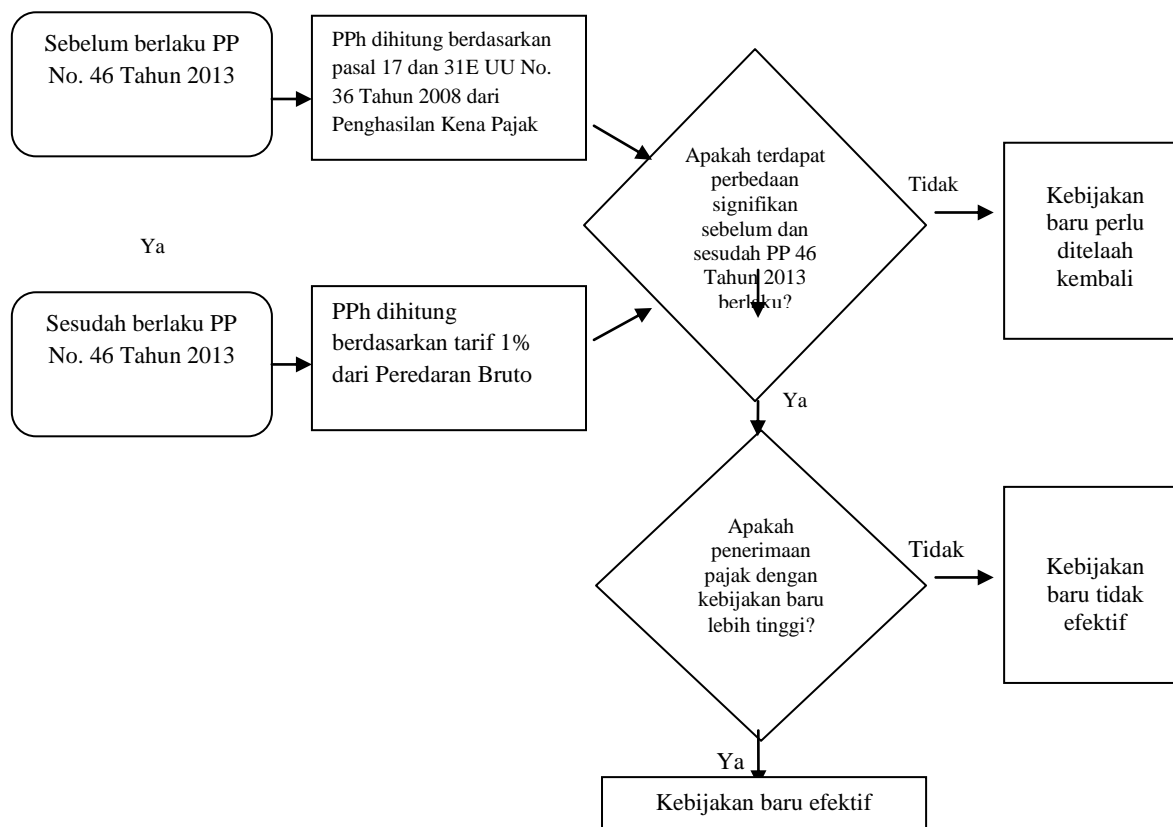 Sebelum berlaku PP
No. 46 Tahun 2013
PPh dihitung berdasarkan
pasal 17 dan 31E UU No.
36 Tahun 2008 dari
Penghasilan Kena Pajak
Apakah terdapat
perbedaan
signifikan
sebelum dan
sesudah PP 46
Tahun 2013
berlaku?
Tidak
Kebijakan
baru perlu
ditelaah
kembali
Ya
Sesudah berlaku PP
No. 46 Tahun 2013
PPh dihitung
berdasarkan tarif 1%
dari Peredaran Bruto
Ya
Apakah
penerimaan
pajak dengan
kebijakan baru
lebih tinggi?
Tidak
Kebijakan
baru tidak
efektif
Ya
Kebijakan baru efektif